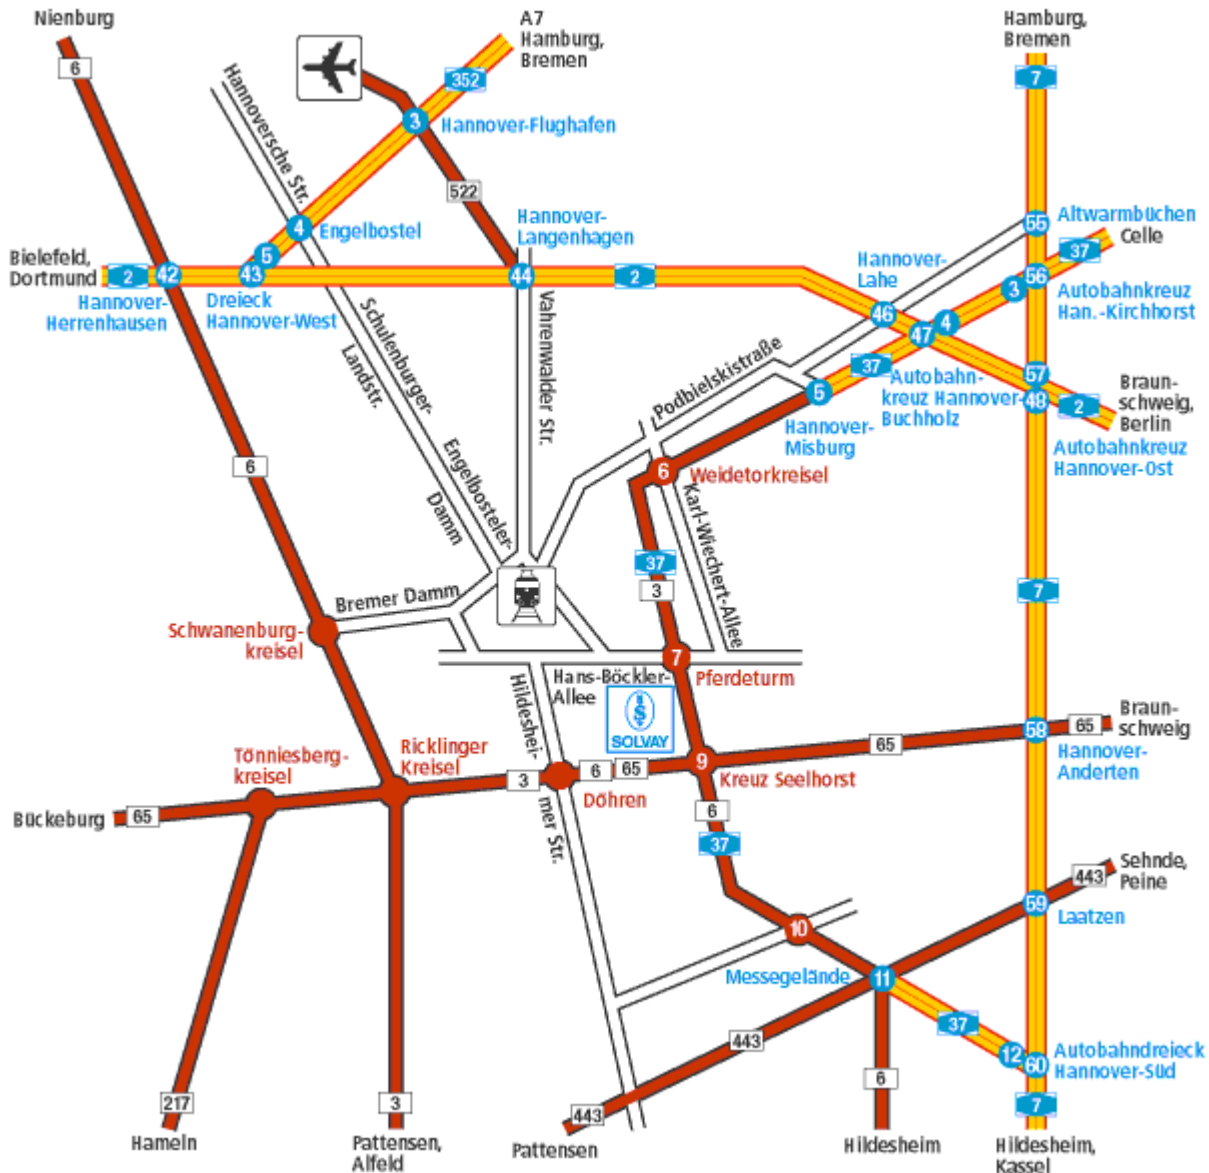 Nienburg
6
A7
Hamburg,
Bremen
352
Hamburg,
Bremen
7
Hannoversche Str.
3
Hannover-Flughafen
522
4
Engelbostel
5
Hannover-
Langenhagen
Bielefeld,
Dortmund
2
42
43
44
2
Hannover-
Herrenhausen
Dreieck
Hannover-West
Hannover-
Lahe
46
47
4
3
55
Altwarmbüchen
Celle
37
56
Autobahnkreuz
Han.-Kirchhorst
Schulenburger-
Landstr.
Vahrenwalder Str.
Podbielskistraße
37
5
Autobahn-
kreuz Hannover-
Buchholz
57
48
2
Braun-
schweig,
Berlin
Hannover-
Misburg
Autobahnkreuz
Hannover-Ost
6
Engelbosteler-
Damm
6
Weidetorkreisel
Karl-Wiechert-Allee
37
3
7
Bremer Damm
Schwanenburg-
kreisel
7
Pferdeturm
Hans-Böckler-
Allee
Hildeshei-
mer Str.
S
SOLVAY
Braun-
schweig
65
58
65
Hannover-
Anderten
Tönniesberg-
kreisel
Ricklinger
Kreisel
3
6
65
9
Kreuz Seelhorst
Döhren
Bückeburg
65
6
37
Sehnde,
Peine
443
59
Laatzen
10
Messegelände
11
37
443
12
60
Autobahndreieck
Hannover-Süd
217
3
443
6
7
Hameln
Pattensen,
Alfeld
Pattensen
Hildesheim
Hildesheim,
Kassel